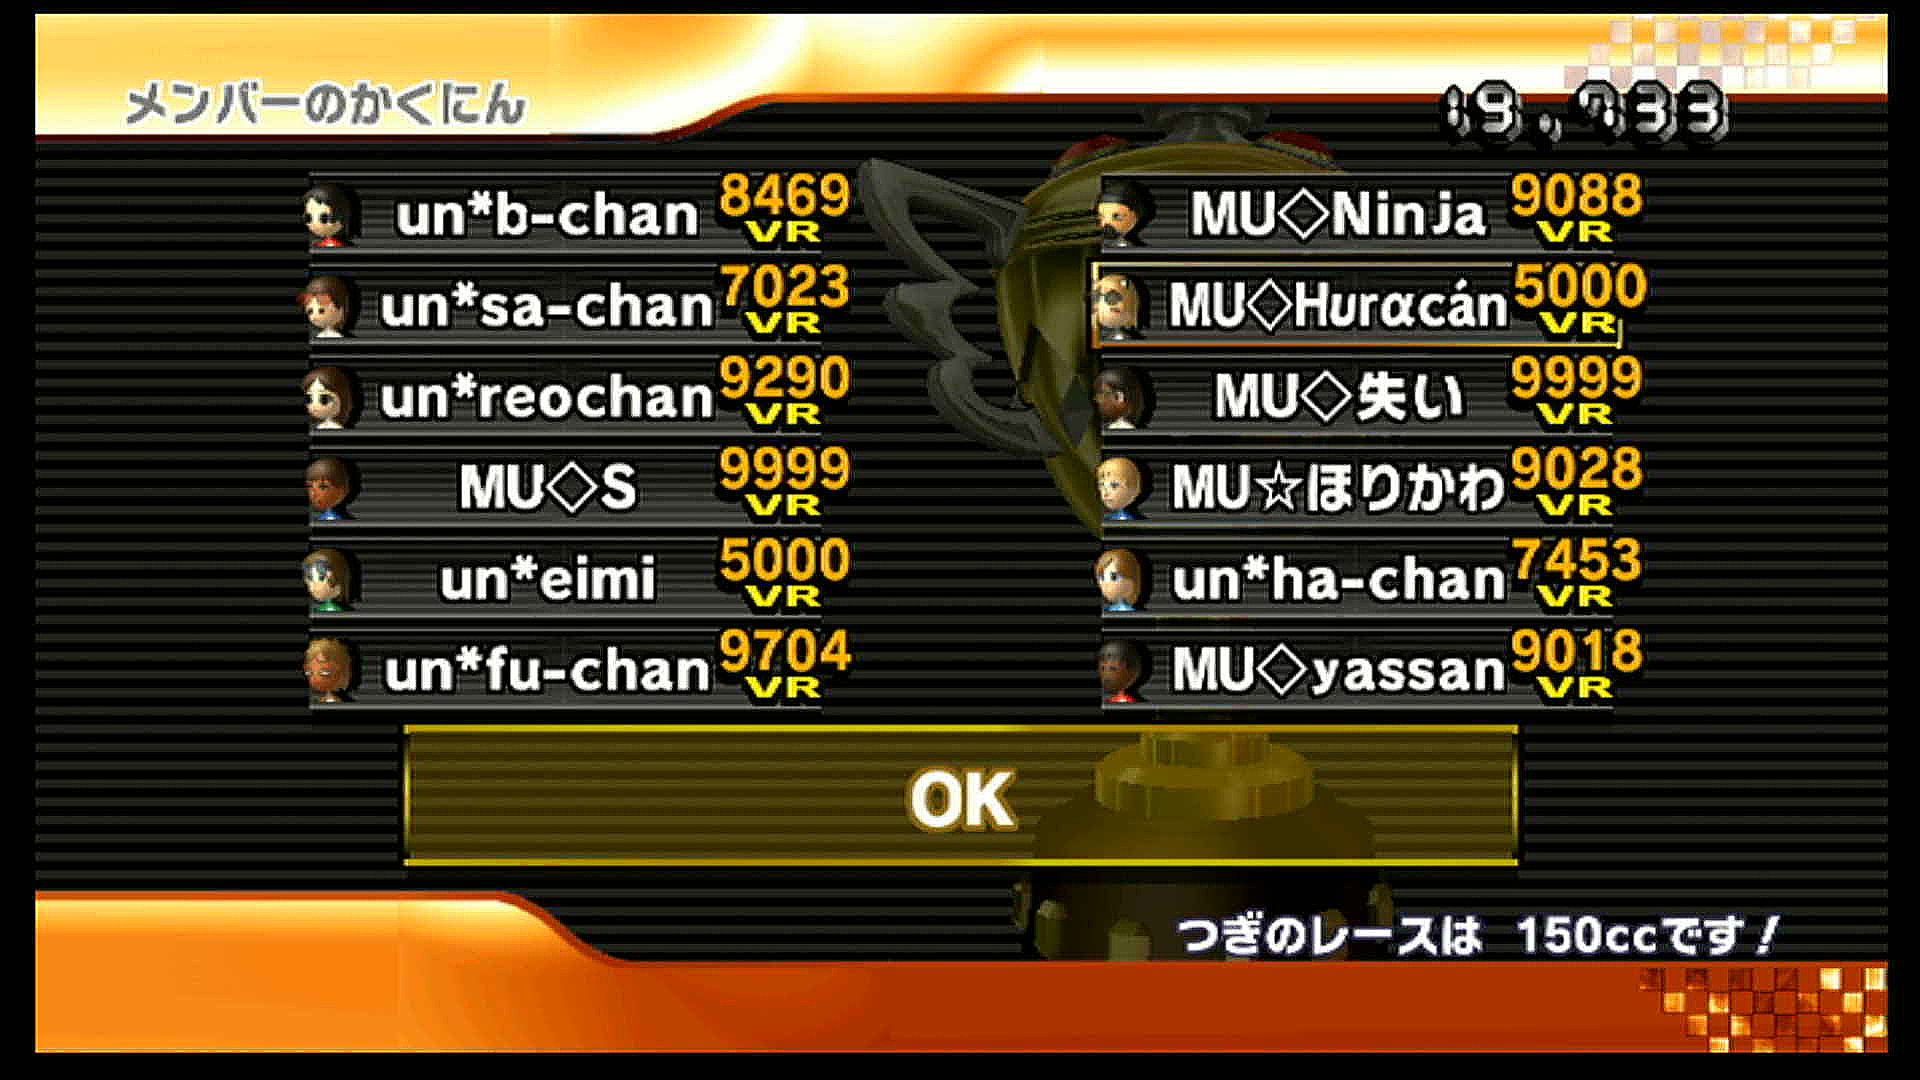 メンバーのかくにん
un*b-chan 8469 VR
MU◇Ninja 9088 VR
un*sa-chan 7023 VR
MU◇Hυrαcán 5000 VR
un*reochan 9290 VR
MU◇失い 9999 VR
MU◇S 9999 VR
MU☆ほりかわ 9028 VR
un*eimi 5000 VR
un*ha-chan 7453 VR
un*fu-chan 9704 VR
MU◇yassan 9018 VR
OK
つぎのレースは 150ccです!